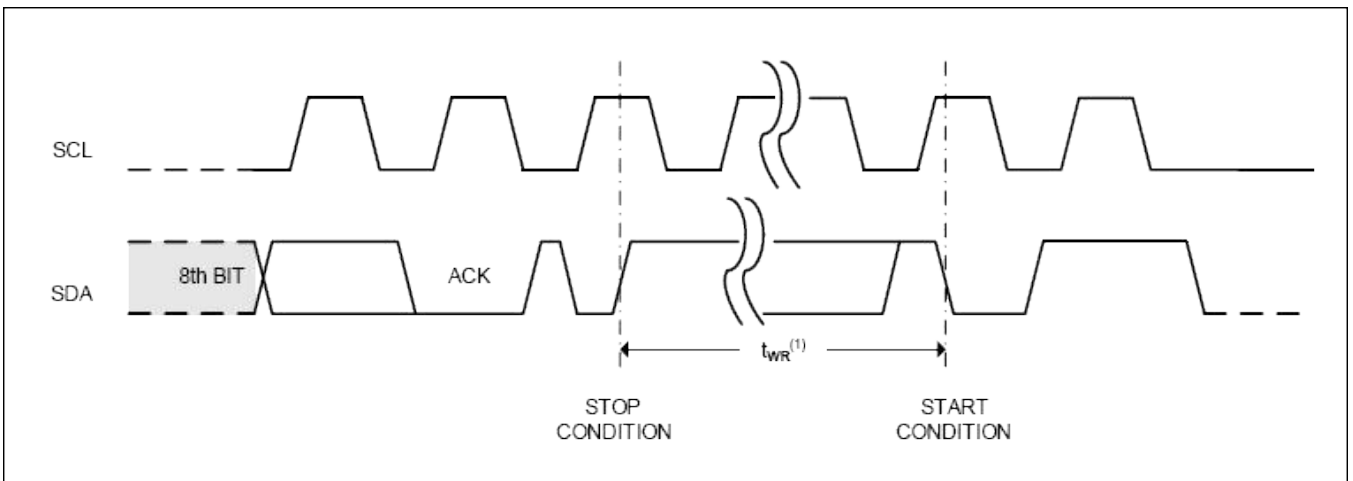 SCL
8th BIT
ACK
SDA
tWR(1)
STOP
CONDITION
START
CONDITION